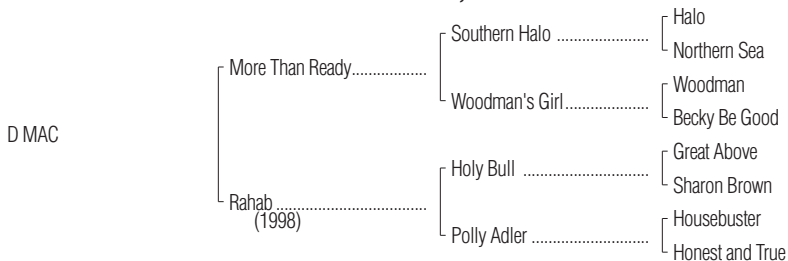 Halo
Southern Halo .....................
Northern Sea
More Than Ready..................
Woodman
Woodman's Girl....................
Becky Be Good
D MAC
Great Above
Holy Bull .............................
Sharon Brown
Rahab ....................................
(1998)
Housebuster
Polly Adler ...........................
Honest and True